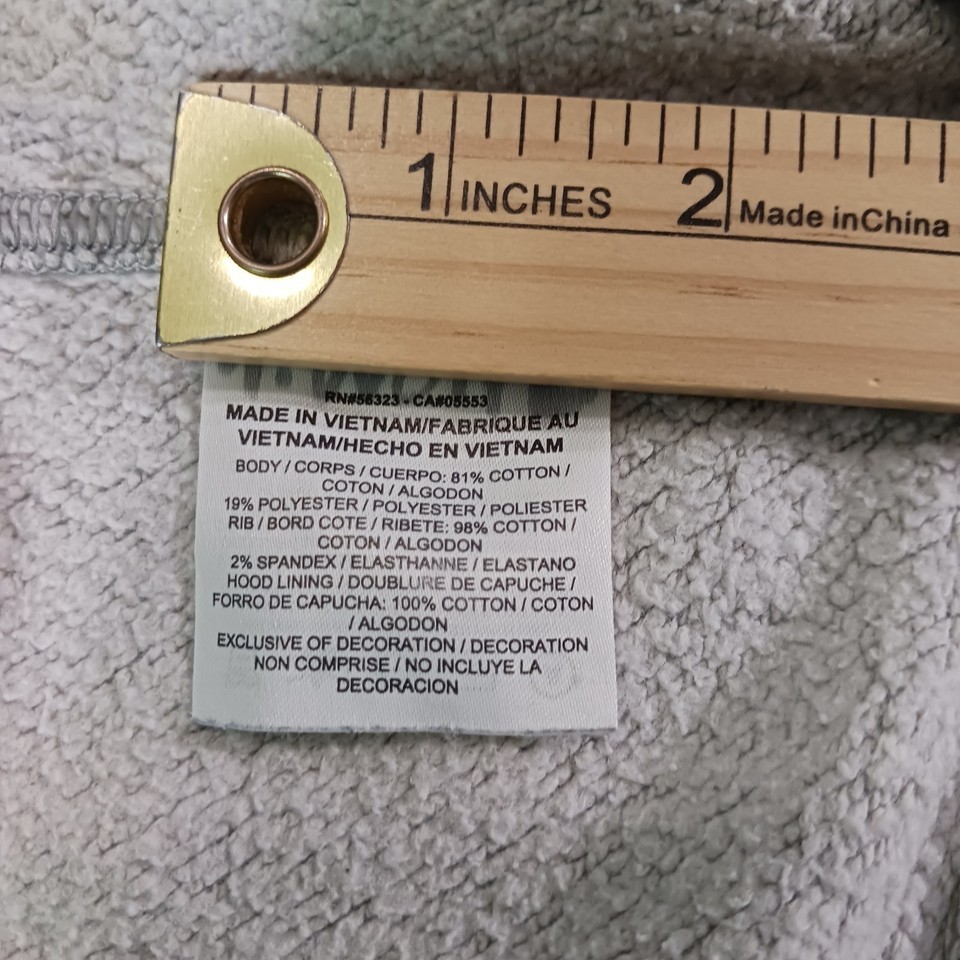 1 INCHES 2 Made inChina
RN#56323 - CA#05553
MADE IN VIETNAM/FABRIQUE AU
VIETNAM/HECHO EN VIETNAM
BODY / CORPS / CUERPO: 81% COTTON /
COTON / ALGODON
19% POLYESTER / POLYESTER / POLIESTER
RIB / BORD COTE / RIBETE: 98% COTTON /
COTON / ALGODON
2% SPANDEX / ELASTHANNE / ELASTANO
HOOD LINING / DOUBLURE DE CAPUCHE /
FORRO DE CAPUCHA: 100% COTTON / COTON
/ ALGODON
EXCLUSIVE OF DECORATION / DECORATION
NON COMPRISE / NO INCLUYE LA
DECORACION